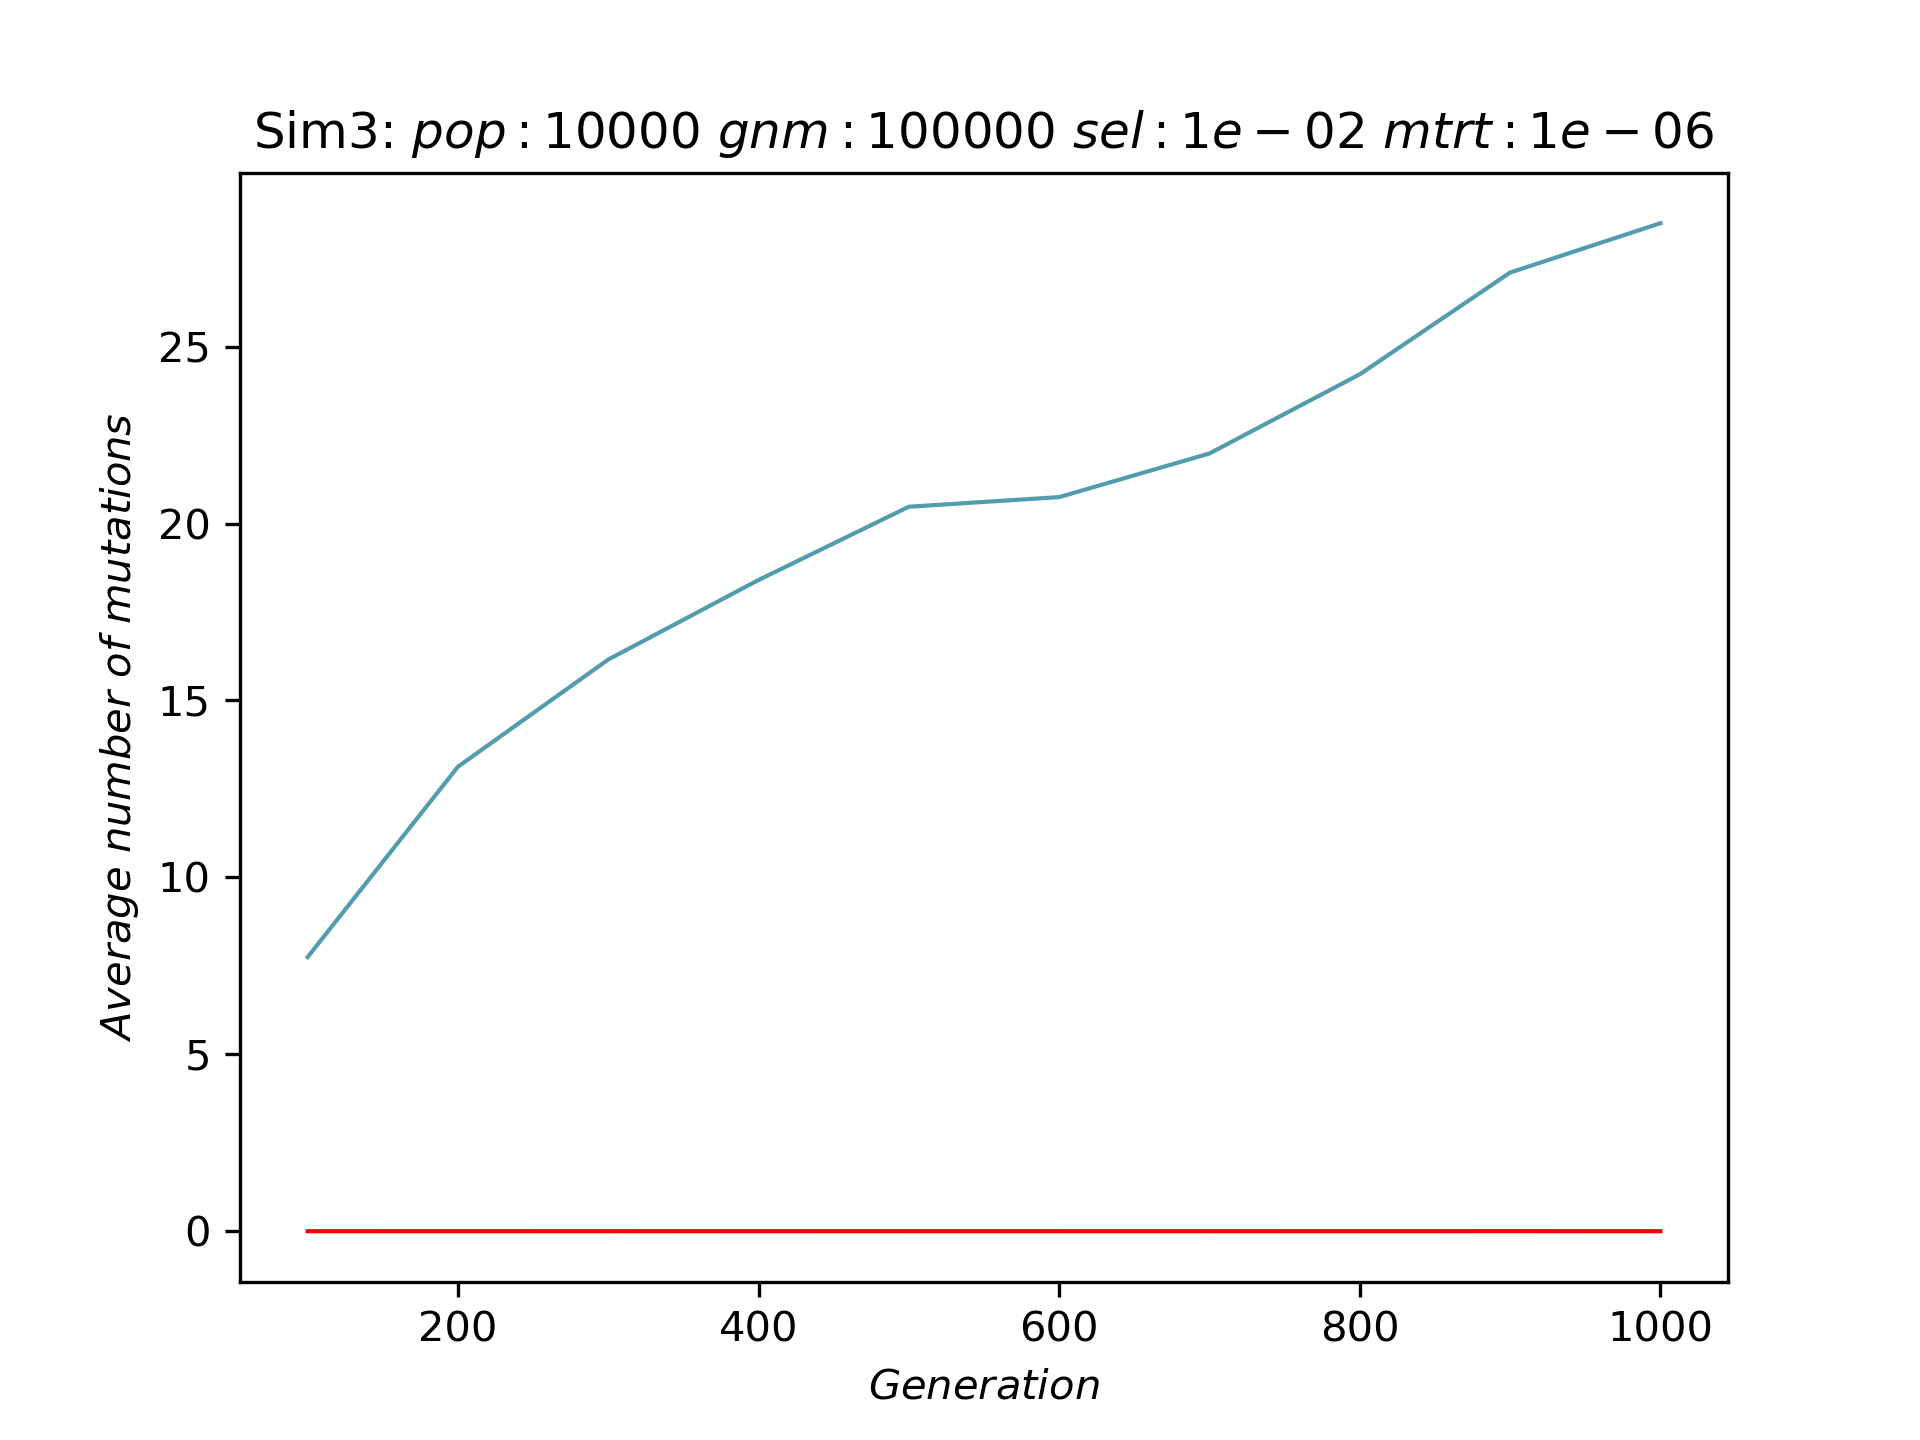 Sim3: pop : 10000 gnm : 100000 sel : 1e − 02 mtrt : 1e − 06
Average number of mutations
25
20
15
10
5
0
200 400 600 800 1000
Generation